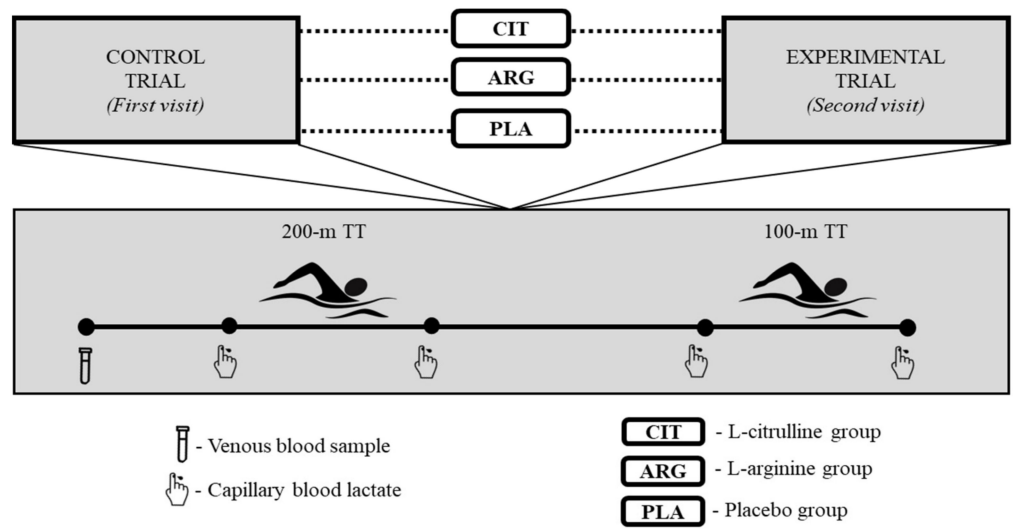 CONTROL
TRIAL
(First visit)
CIT
ARG
PLA
EXPERIMENTAL
TRIAL
(Second visit)
200-m TT
100-m TT
- Venous blood sample
- Capillary blood lactate
CIT - L-citrulline group
ARG - L-arginine group
PLA - Placebo group